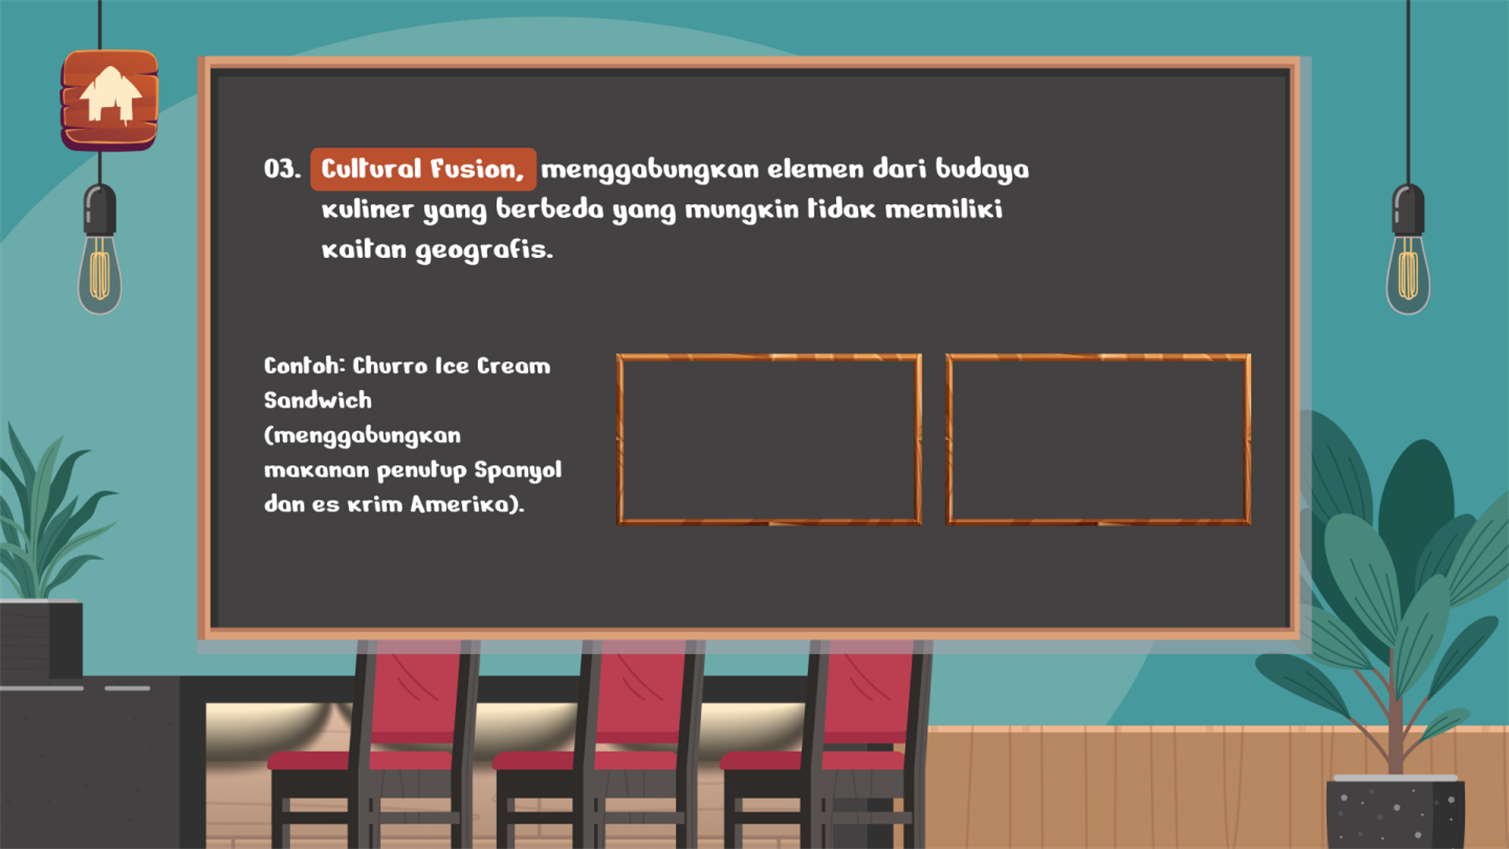 03. Cultural Fusion, menggabungkan elemen dari budaya
kuliner yang berbeda yang mungkin tidak memiliki
kaitan geografis.
Contoh: Churro Ice Cream
Sandwich
(menggabungkan
makanan penutup Spanyol
dan es krim Amerika).